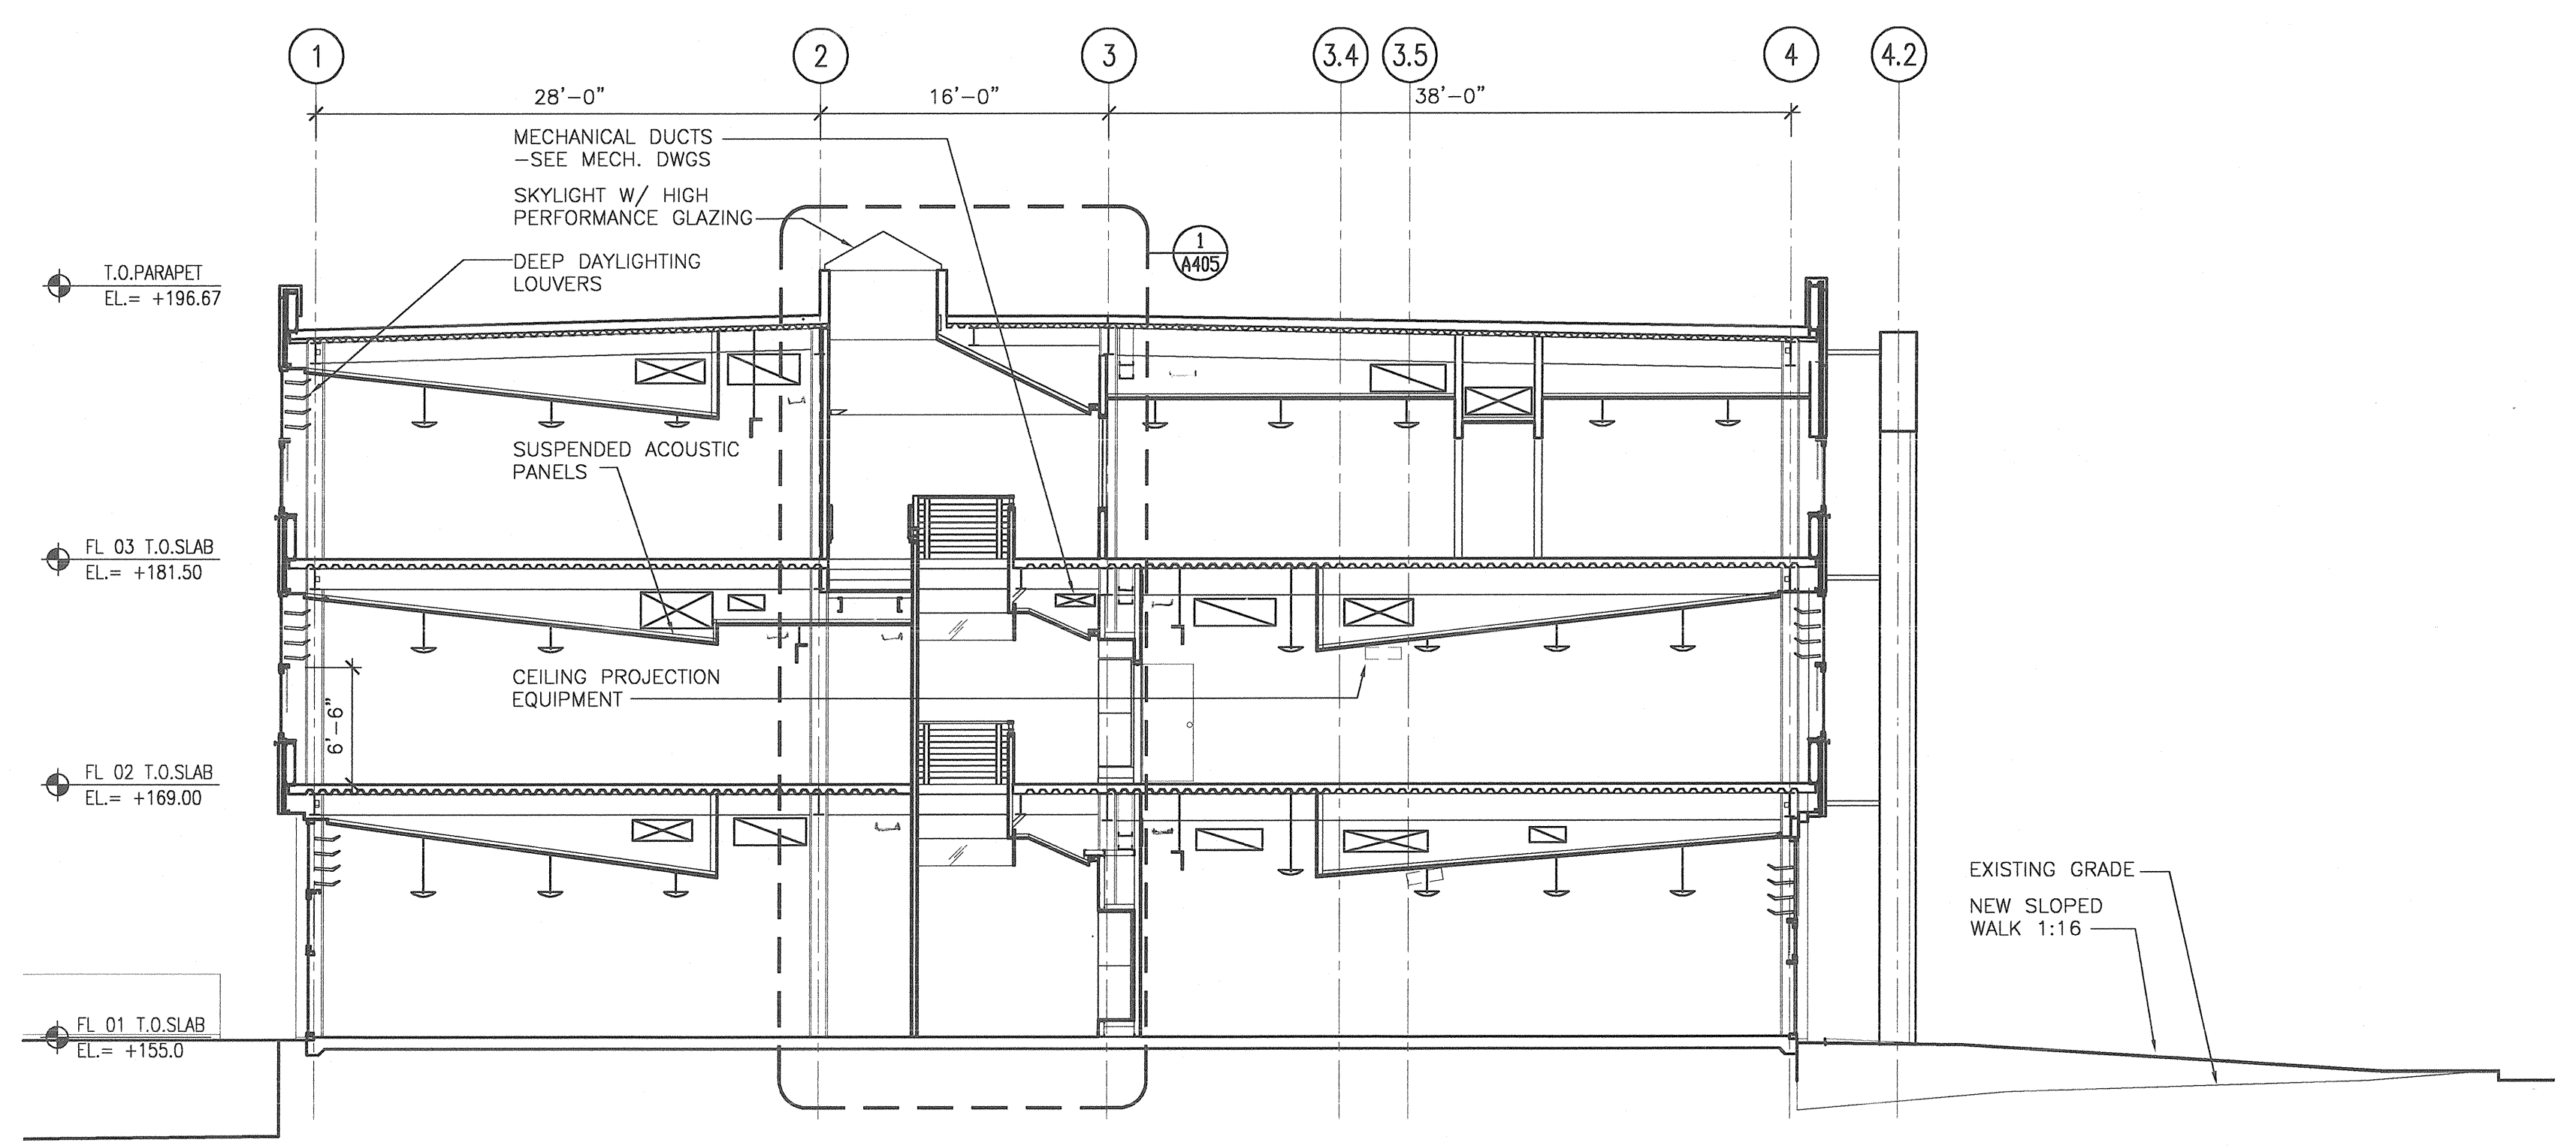 1
2
3
3.4
3.5
4
4.2
28'-0"
16'-0"
38'-0"
MECHANICAL DUCTS
-SEE MECH. DWGS
SKYLIGHT W/ HIGH
PERFORMANCE GLAZING
1
A405
DEEP DAYLIGHTING
LOUVERS
T.O.PARAPET
EL.= +196.67
SUSPENDED ACOUSTIC
PANELS
FL 03 T.O.SLAB
EL.= +181.50
CEILING PROJECTION
EQUIPMENT
6'-6"
FL 02 T.O.SLAB
EL.= +169.00
EXISTING GRADE
NEW SLOPED
WALK 1:16
FL 01 T.O.SLAB
EL.= +155.0